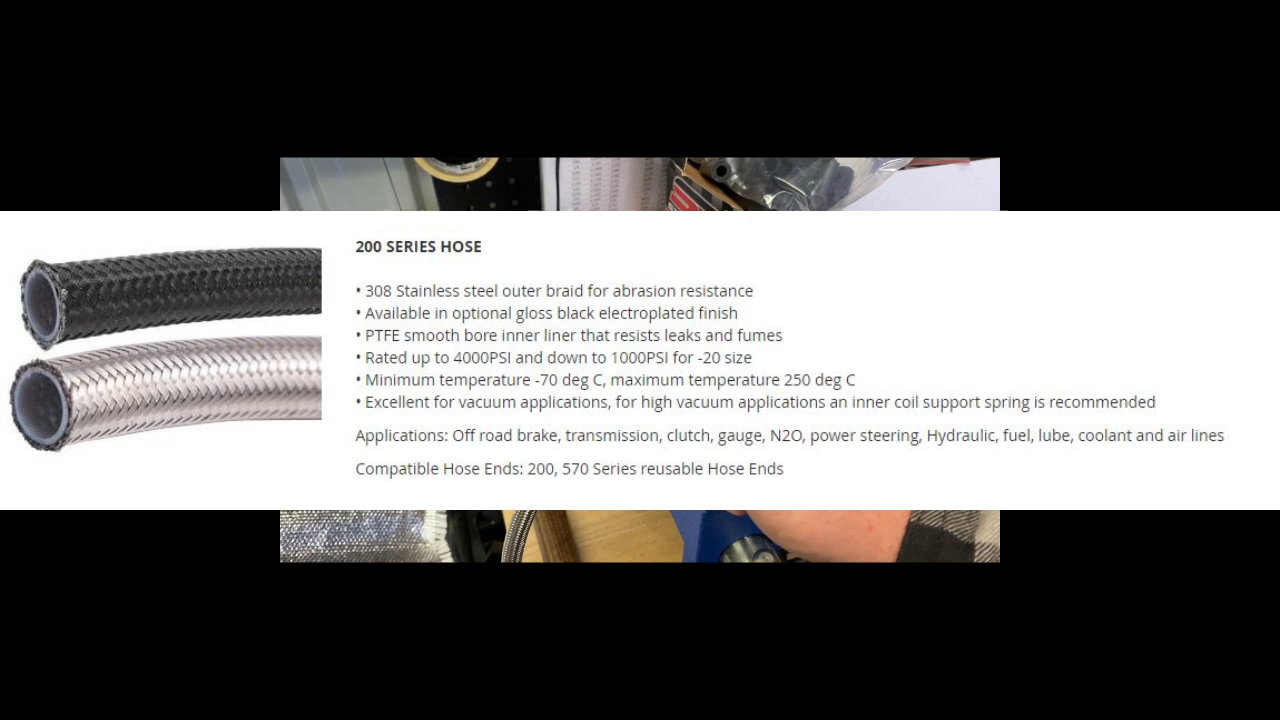 200 SERIES HOSE
• 308 Stainless steel outer braid for abrasion resistance
• Available in optional gloss black electroplated finish
• PTFE smooth bore inner liner that resists leaks and fumes
• Rated up to 4000PSI and down to 1000PSI for -20 size
• Minimum temperature -70 deg C, maximum temperature 250 deg C
• Excellent for vacuum applications, for high vacuum applications an inner coil support spring is recommended
Applications: Off road brake, transmission, clutch, gauge, N2O, power steering, Hydraulic, fuel, lube, coolant and air lines
Compatible Hose Ends: 200, 570 Series reusable Hose Ends